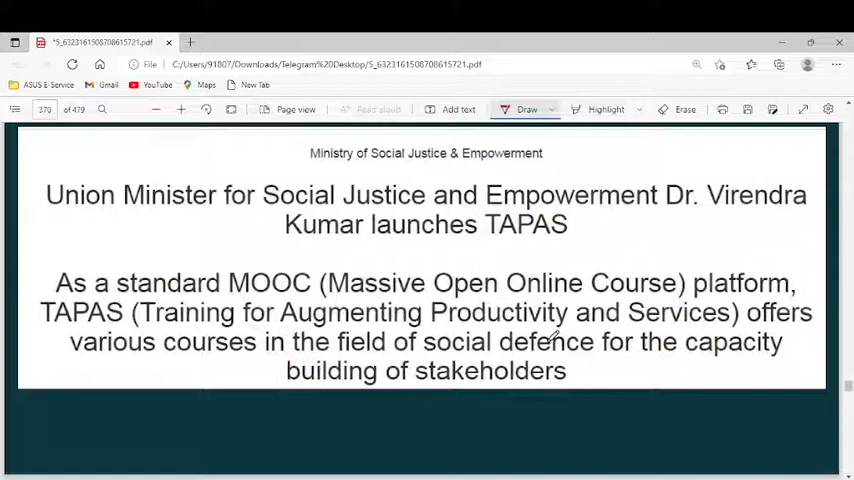 *5_6323161508708615721.pdf
File C:/Users/91807/Downloads/Telegram%20Desktop/5_6323161508708615721.pdf
ASUS E-Service Gmail YouTube Maps New Tab
370 of 479 Page view Read aloud Add text Draw Highlight Erase
Ministry of Social Justice & Empowerment
Union Minister for Social Justice and Empowerment Dr. Virendra
Kumar launches TAPAS
As a standard MOOC (Massive Open Online Course) platform,
TAPAS (Training for Augmenting Productivity and Services) offers
various courses in the field of social defence for the capacity
building of stakeholders